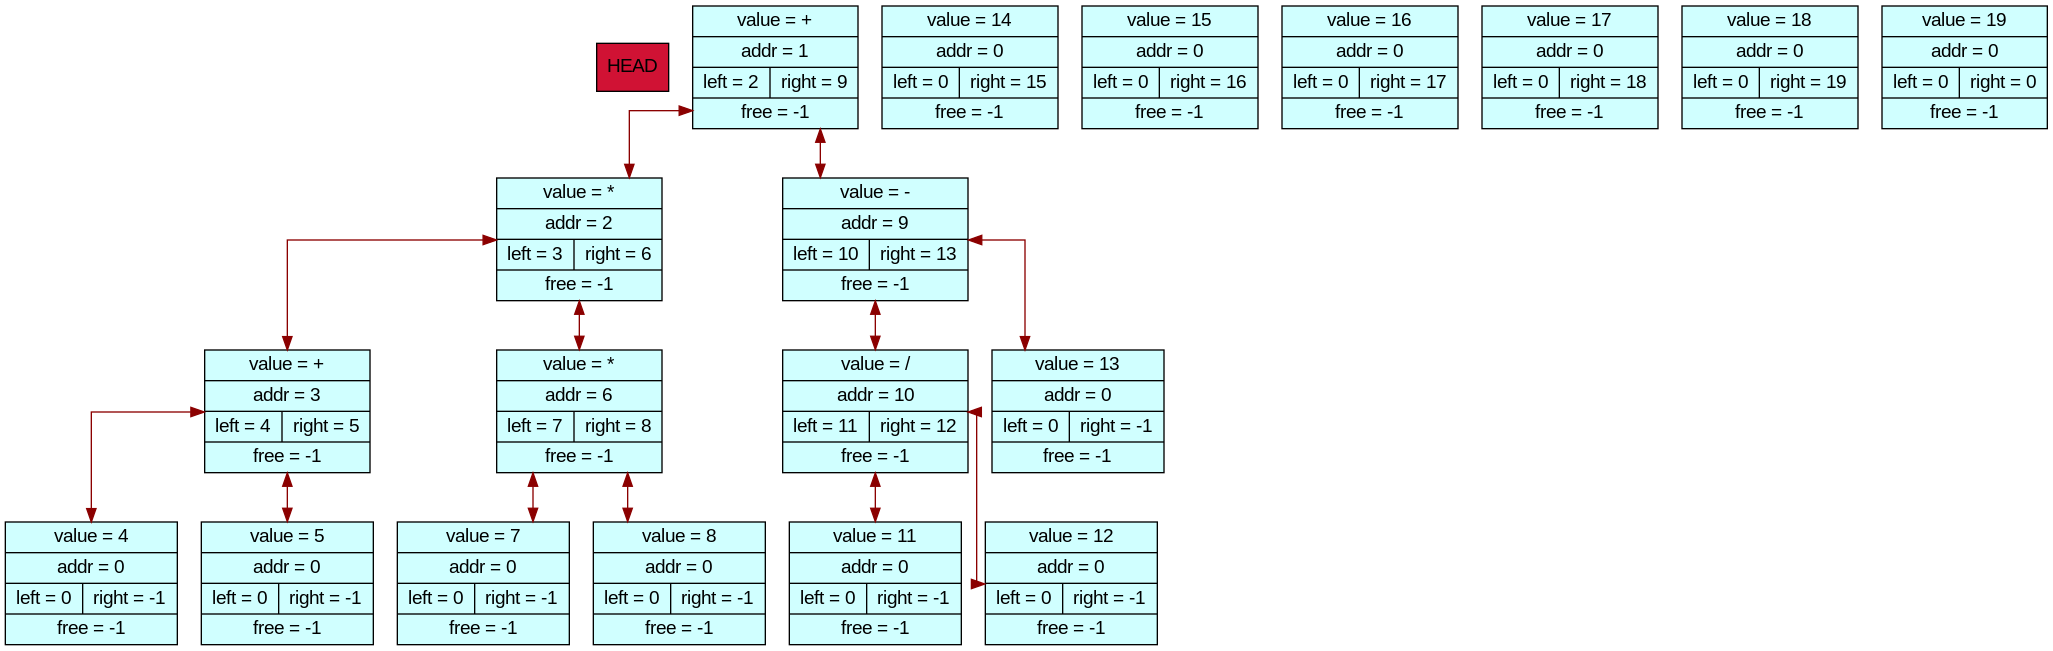 HEAD
value = +
addr = 1
left = 2 right = 9
free = -1
value = 14
addr = 0
left = 0 right = 15
free = -1
value = 15
addr = 0
left = 0 right = 16
free = -1
value = 16
addr = 0
left = 0 right = 17
free = -1
value = 17
addr = 0
left = 0 right = 18
free = -1
value = 18
addr = 0
left = 0 right = 19
free = -1
value = 19
addr = 0
left = 0 right = 0
free = -1
value = *
addr = 2
left = 3 right = 6
free = -1
value = -
addr = 9
left = 10 right = 13
free = -1
value = +
addr = 3
left = 4 right = 5
free = -1
value = *
addr = 6
left = 7 right = 8
free = -1
value = /
addr = 10
left = 11 right = 12
free = -1
value = 13
addr = 0
left = 0 right = -1
free = -1
value = 4
addr = 0
left = 0 right = -1
free = -1
value = 5
addr = 0
left = 0 right = -1
free = -1
value = 7
addr = 0
left = 0 right = -1
free = -1
value = 8
addr = 0
left = 0 right = -1
free = -1
value = 11
addr = 0
left = 0 right = -1
free = -1
value = 12
addr = 0
left = 0 right = -1
free = -1